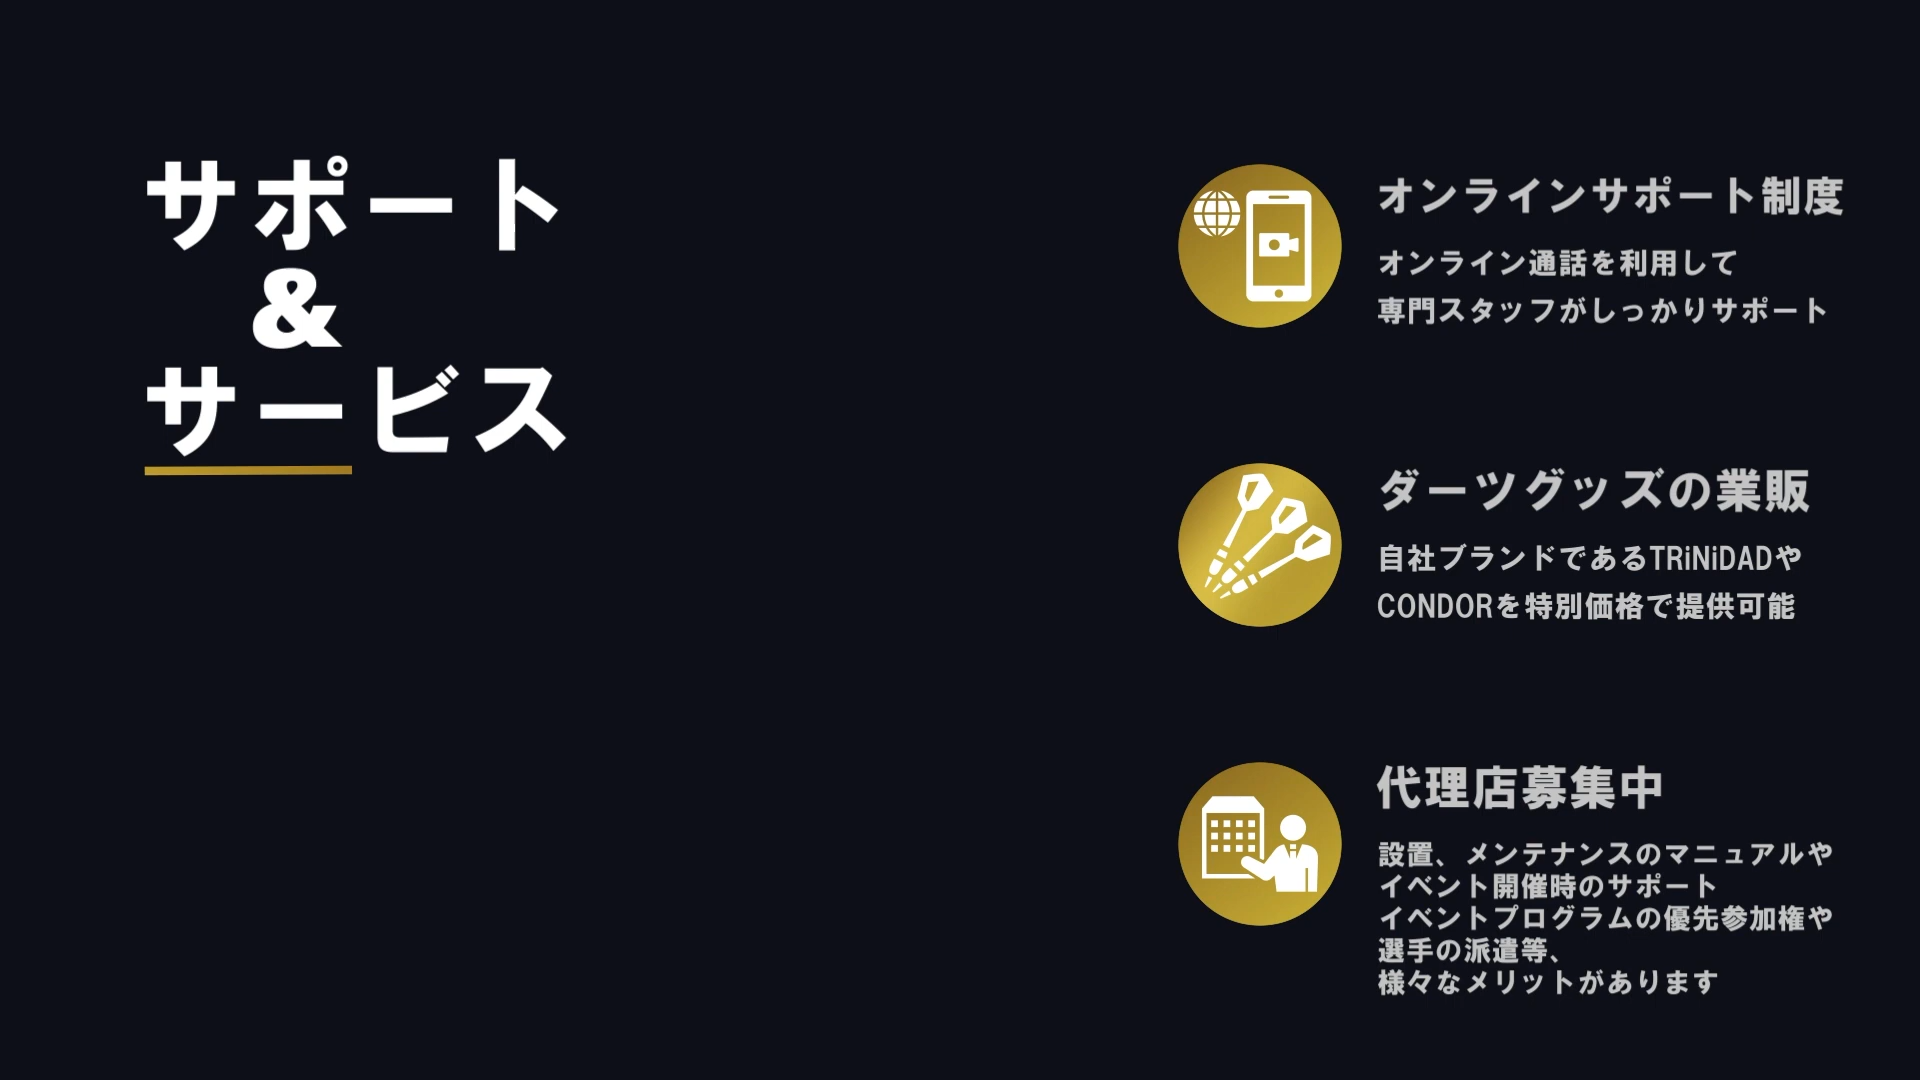 サポート
&
サービス
オンラインサポート制度
オンライン通話を利用して
専門スタッフがしっかりサポート
ダーツグッズの業販
自社ブランドであるTRiNiDADや
CONDORを特別価格で提供可能
代理店募集中
設置、メンテナンスのマニュアルや
イベント開催時のサポート
イベントプログラムの優先参加権や
選手の派遣等、
様々なメリットがあります